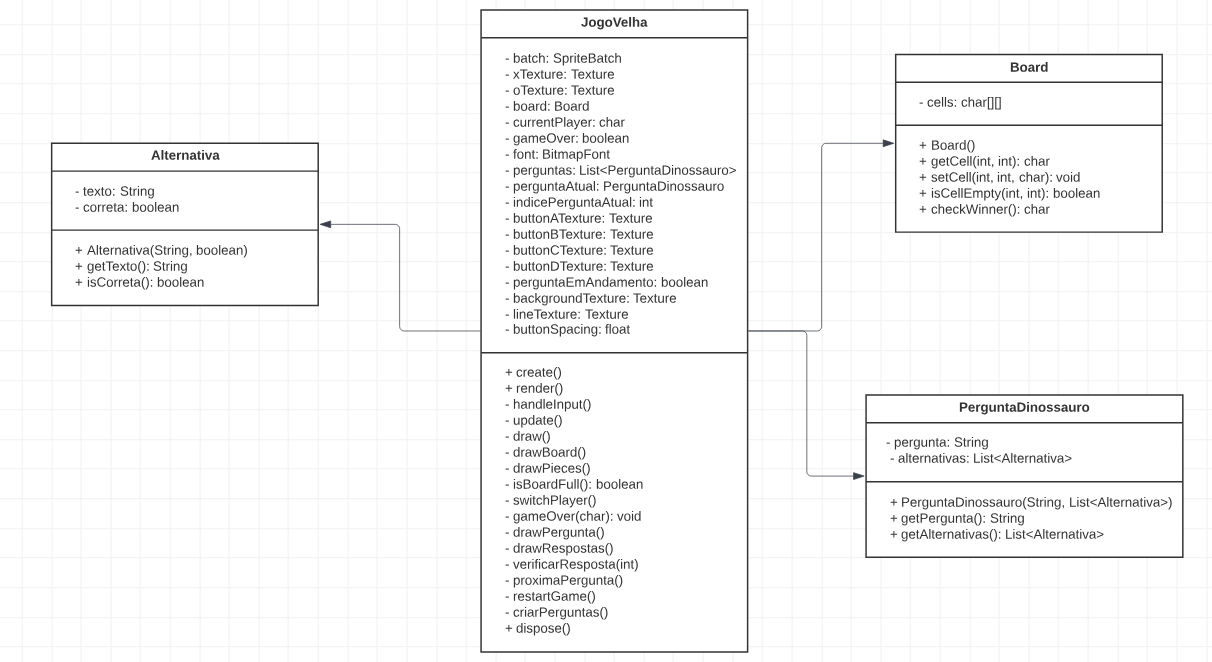 JogoVelha
- batch: SpriteBatch
- xTexture: Texture
- oTexture: Texture
- board: Board
- currentPlayer: char
- gameOver: boolean
- font: BitmapFont
- perguntas: List<PerguntaDinossauro>
- perguntaAtual: PerguntaDinossauro
- indicePerguntaAtual: int
- buttonATexture: Texture
- buttonBTexture: Texture
- buttonCTexture: Texture
- buttonDTexture: Texture
- perguntaEmAndamento: boolean
- backgroundTexture: Texture
- lineTexture: Texture
- buttonSpacing: float
+ create()
+ render()
- handleInput()
- update()
- draw()
- drawBoard()
- drawPieces()
- isBoardFull(): boolean
- switchPlayer()
- gameOver(char): void
- drawPergunta()
- drawRespostas()
- verificarResposta(int)
- proximaPergunta()
- restartGame()
- criarPerguntas()
+ dispose()
Alternativa
- texto: String
- correta: boolean
+ Alternativa(String, boolean)
+ getTexto(): String
+ isCorreta(): boolean
Board
- cells: char[][]
+ Board()
+ getCell(int, int): char
+ setCell(int, int, char): void
+ isCellEmpty(int, int): boolean
+ checkWinner(): char
PerguntaDinossauro
- pergunta: String
- alternativas: List<Alternativa>
+ PerguntaDinossauro(String, List<Alternativa>)
+ getPergunta(): String
+ getAlternativas(): List<Alternativa>